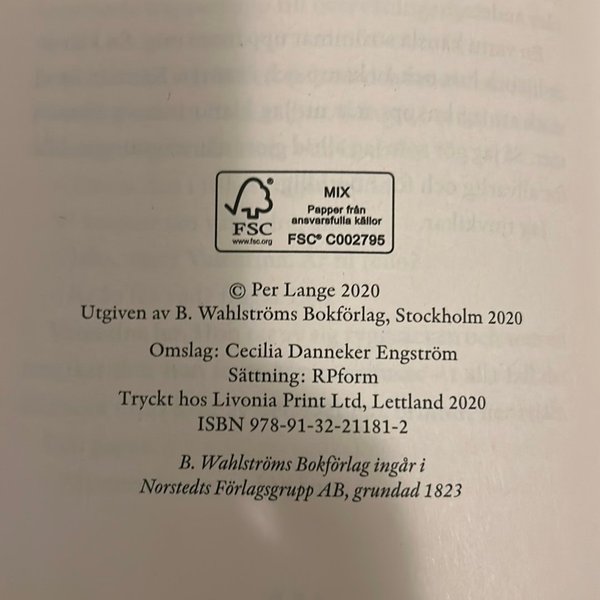 MIX
Papper från
ansvarsfulla källor
FSC® C002795
®
FSC
www.fsc.org
© Per Lange 2020
Utgiven av B. Wahlströms Bokförlag, Stockholm 2020
Omslag: Cecilia Danneker Engström
Sättning: RPform
Tryckt hos Livonia Print Ltd, Lettland 2020
ISBN 978-91-32-21181-2
B. Wahlströms Bokförlag ingår i
Norstedts Förlagsgrupp AB, grundad 1823